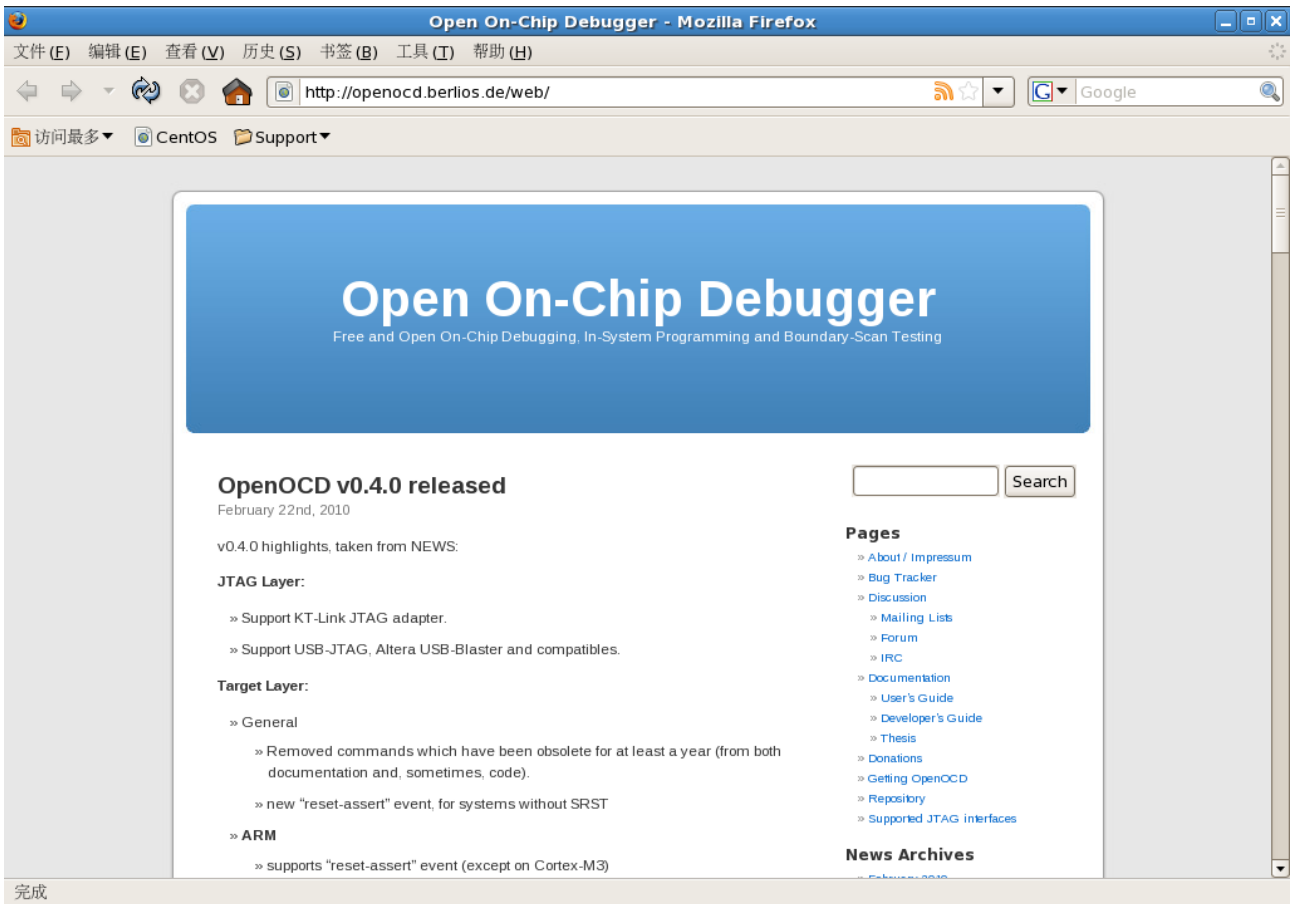 Open On-Chip Debugger - Mozilla Firefox
文件(F) 编辑(E) 查看(V) 历史(S) 书签(B) 工具(T) 帮助(H)
http://openocd.berlios.de/web/
G Google
访问最多 CentOS Support
Open On-Chip Debugger
Free and Open On-Chip Debugging, In-System Programming and Boundary-Scan Testing
OpenOCD v0.4.0 released
February 22nd, 2010
v0.4.0 highlights, taken from NEWS:
JTAG Layer:
» Support KT-Link JTAG adapter.
» Support USB-JTAG, Altera USB-Blaster and compatibles.
Target Layer:
» General
» Removed commands which have been obsolete for at least a year (from both
documentation and, sometimes, code).
» new “reset-assert” event, for systems without SRST
» ARM
» supports “reset-assert” event (except on Cortex-M3)
Search
Pages
» About / Impressum
» Bug Tracker
» Discussion
» Mailing Lists
» Forum
» IRC
» Documentation
» User's Guide
» Developer's Guide
» Thesis
» Donations
» Getting OpenOCD
» Repository
» Supported JTAG interfaces
News Archives
» February 2010
完成